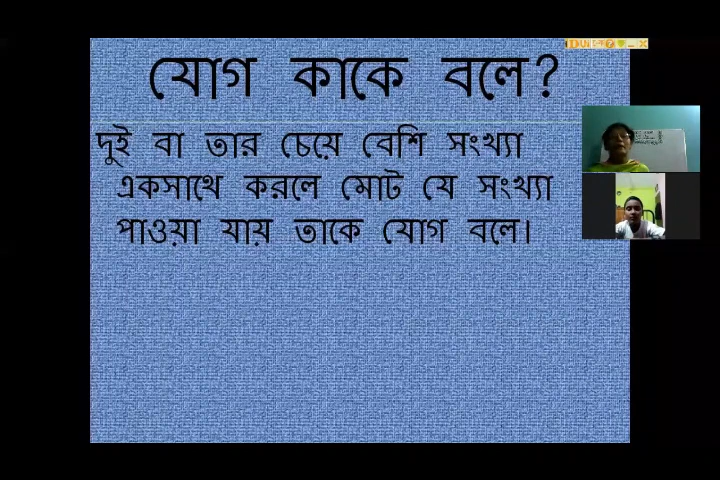 যোগ কাকে বলে?
দুই বা তার চেয়ে বেশি সংখ্যা
একসাথে করলে মোট যে সংখ্যা
পাওয়া যায় তাকে যোগ বলে।